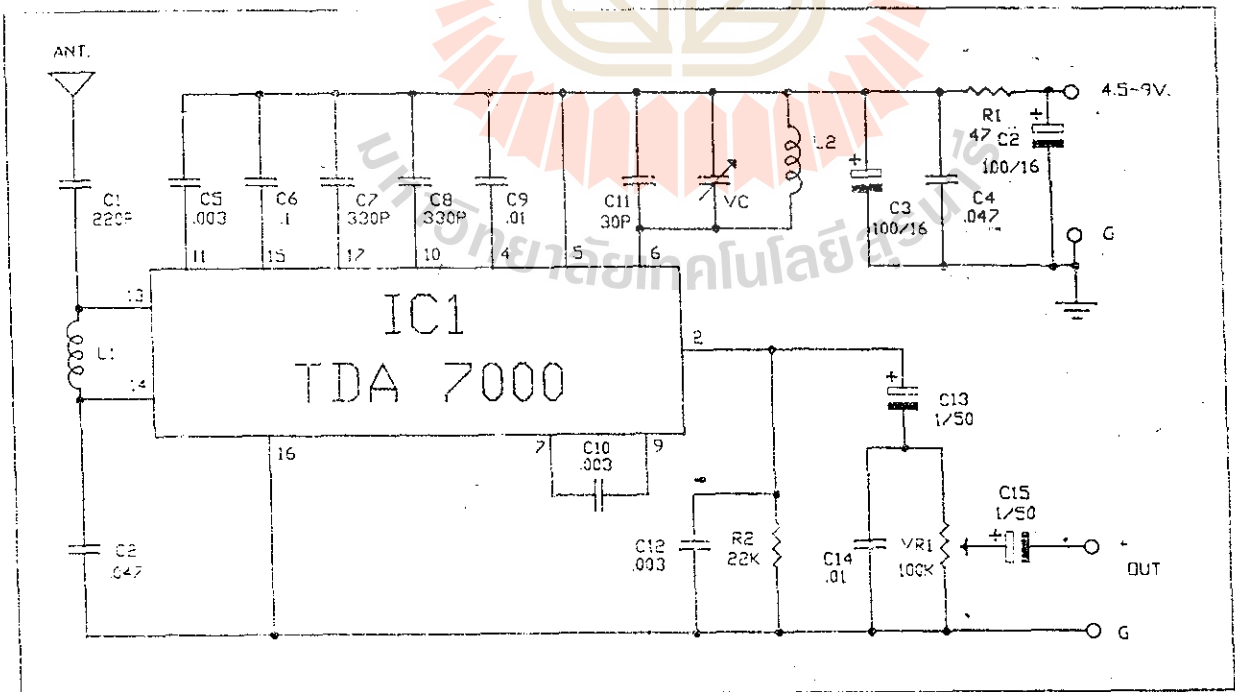 ANT.
4.5-9V.
R1
47
C2
100/16
L2
C1
220P
C5
.003
C6
.1
C7
330P
C8
330P
C9
.01
C11
30P
VC
C3
100/16
C4
.047
G
มหาวิทยาลัยเทคโนโลยีสุรนารี
11
15
17
10
4
5
6
13
L1
14
IC1
TDA 7000
2
16
7
C10
.003
9
C13
1/50
C2
.047
C12
.003
R2
22K
C14
.01
VR1
100K
C15
1/50
+
OUT
G